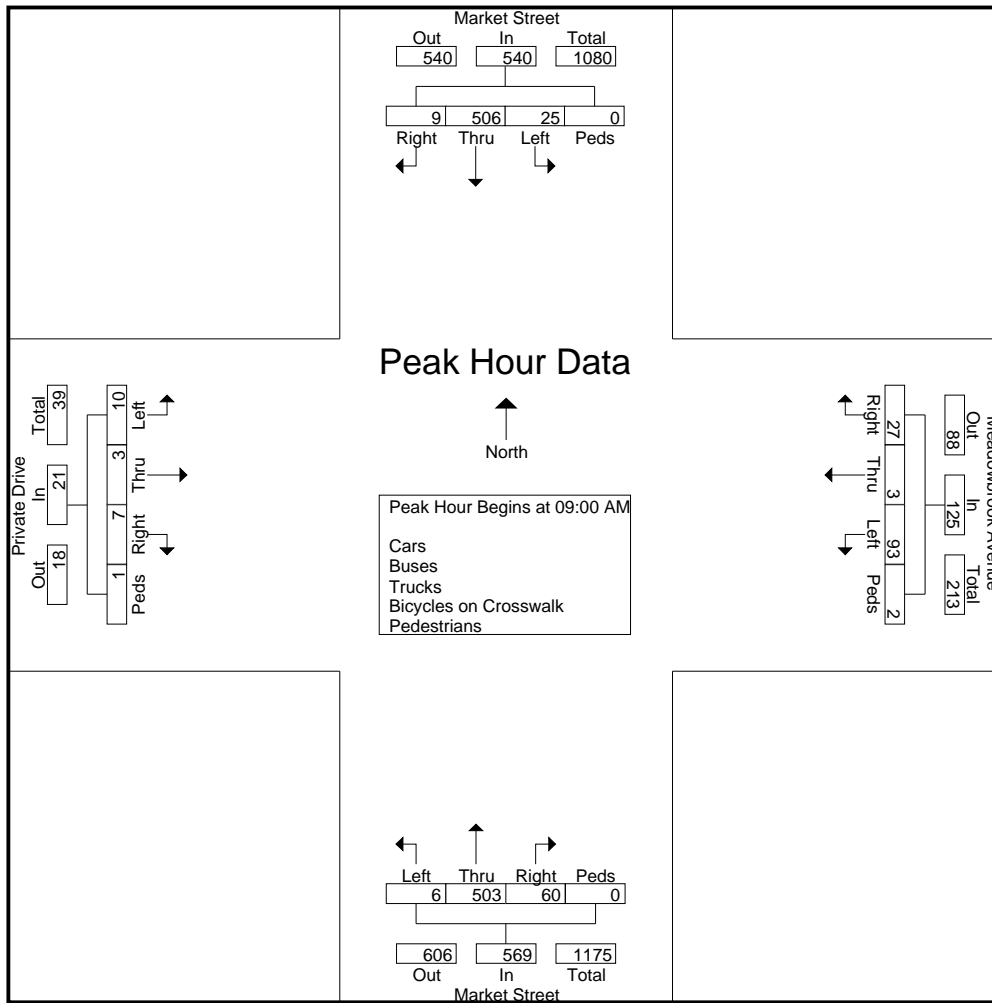 Market Street
Out In Total
540 540 1080
9 506 25 0
Right Thru Left Peds
Peak Hour Data
North
Peak Hour Begins at 09:00 AM
Cars
Buses
Trucks
Bicycles on Crosswalk
Pedestrians
Private Drive
Out In Total
18 21 39
Left Thru Right Peds
10 3 7 1
Meadowbrook Avenue
Out In Total
88 125 213
27 3 93 2
Right Thru Left Peds
Left Thru Right Peds
6 503 60 0
606 569 1175
Out In Total
Market Street